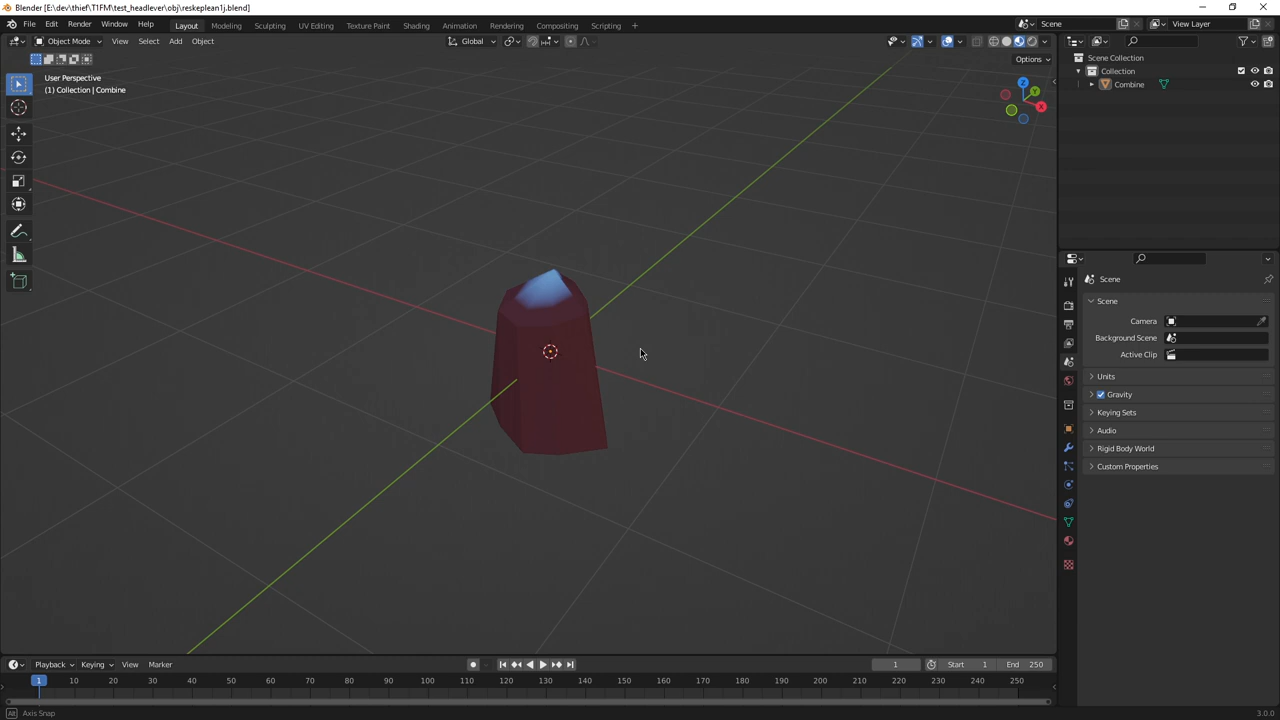 Blender [E:\dev\thief\T1FM\test_headlever\obj\reskeplean1j.blend]
File Edit Render Window Help Layout Modeling Sculpting UV Editing Texture Paint Shading Animation Rendering Compositing Scripting + Scene View Layer
Object Mode View Select Add Object Global
Options
User Perspective
(1) Collection | Combine
Z
Y
X
Scene Collection
Collection
Combine
Scene
Scene
Camera
Background Scene
Active Clip
Units
Gravity
Keying Sets
Audio
Rigid Body World
Custom Properties
Playback Keying View Marker 1 Start 1 End 250
1 10 20 30 40 50 60 70 80 90 100 110 120 130 140 150 160 170 180 190 200 210 220 230 240 250
Alt Axis Snap 3.0.0